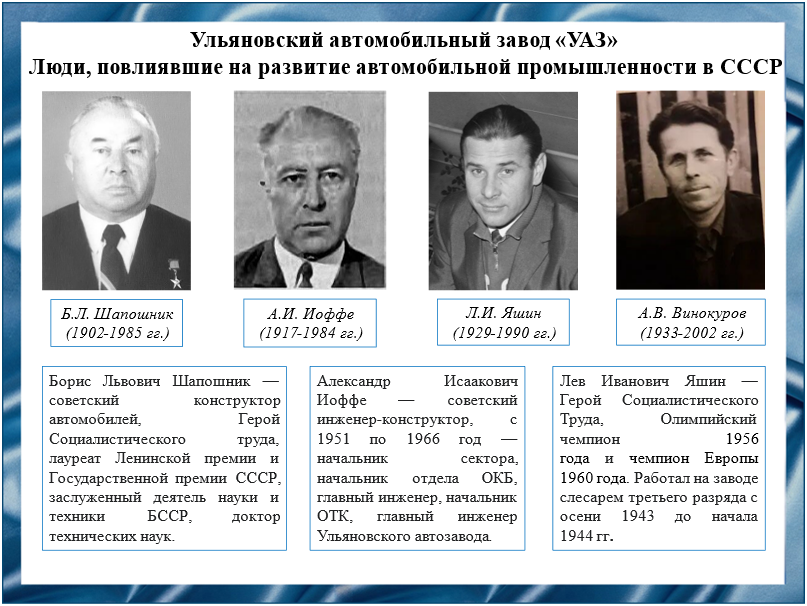 Ульяновский автомобильный завод «УАЗ»
Люди, повлиявшие на развитие автомобильной промышленности в СССР
Б.Л. Шапошник
(1902-1985 гг.)
А.И. Иоффе
(1917-1984 гг.)
Л.И. Яшин
(1929-1990 гг.)
А.В. Винокуров
(1933-2002 гг.)
Борис Львович Шапошник —
советский конструктор
автомобилей, Герой
Социалистического труда,
лауреат Ленинской премии и
Государственной премии СССР,
заслуженный деятель науки и
техники БССР, доктор
технических наук.
Александр Исаакович
Иоффе — советский
инженер-конструктор, с
1951 по 1966 год —
начальник сектора,
начальник отдела ОКБ,
главный инженер, начальник
ОТК, главный инженер
Ульяновского автозавода.
Лев Иванович Яшин —
Герой Социалистического
Труда, Олимпийский
чемпион 1956
года и чемпион Европы
1960 года. Работал на заводе
слесарем третьего разряда с
осени 1943 до начала
1944 гг.